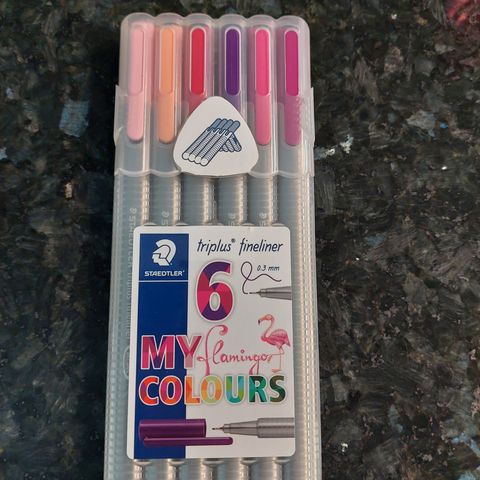 STAEDTLER
triplus® fineliner
6
0.3 mm
MY flamingo
COLOURS